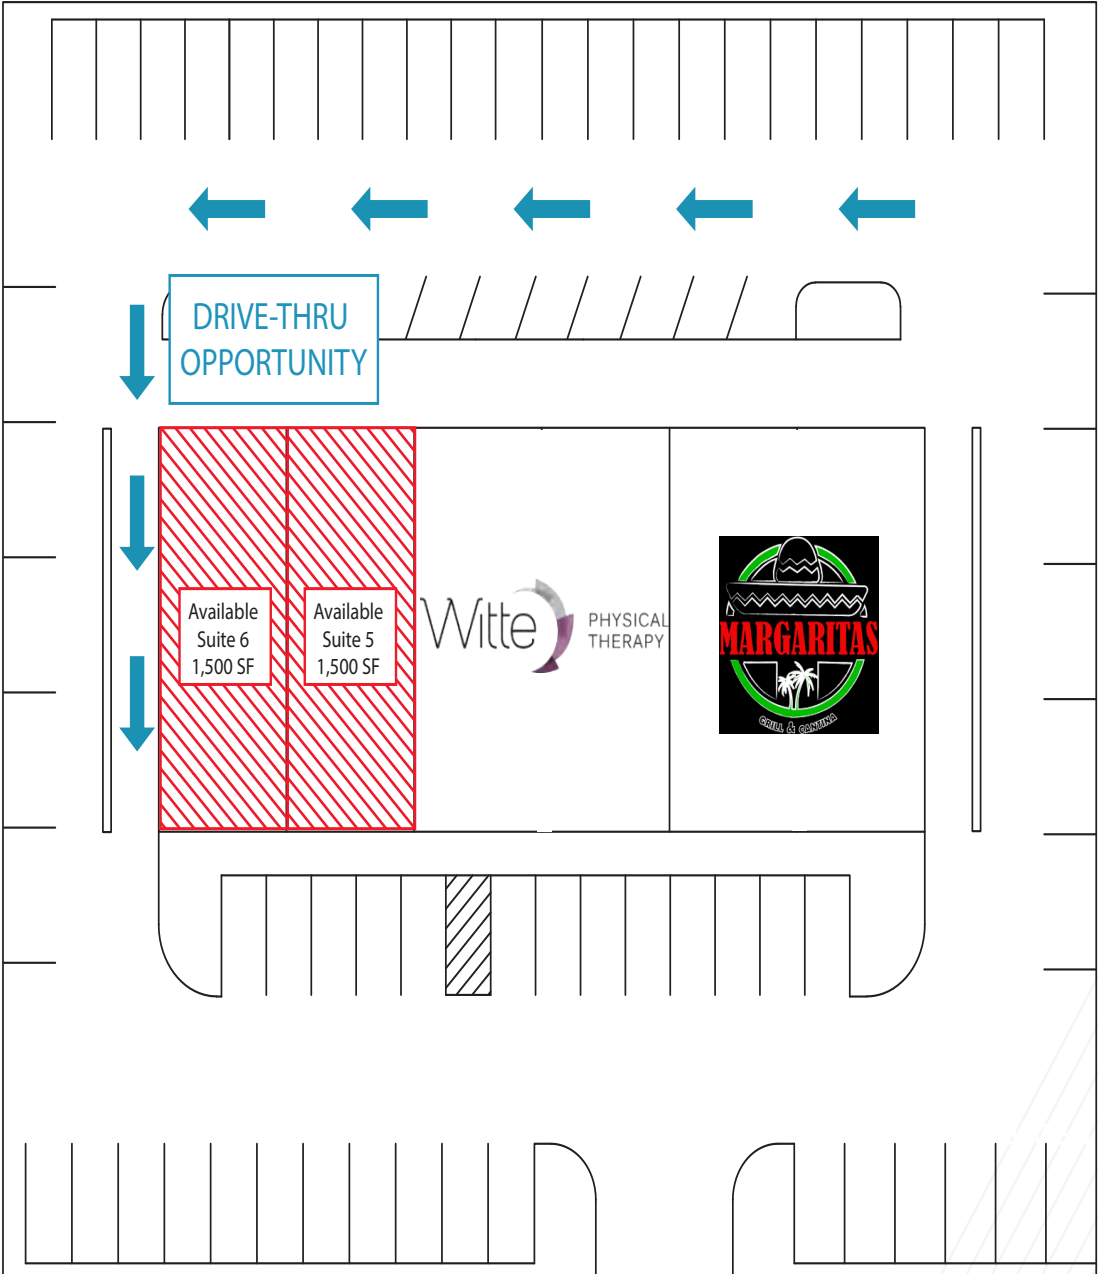 DRIVE-THRU
OPPORTUNITY
Available
Suite 6
1,500 SF
Available
Suite 5
1,500 SF
Witte
PHYSICAL
THERAPY
MARGARITAS
GRILL & CANTINA